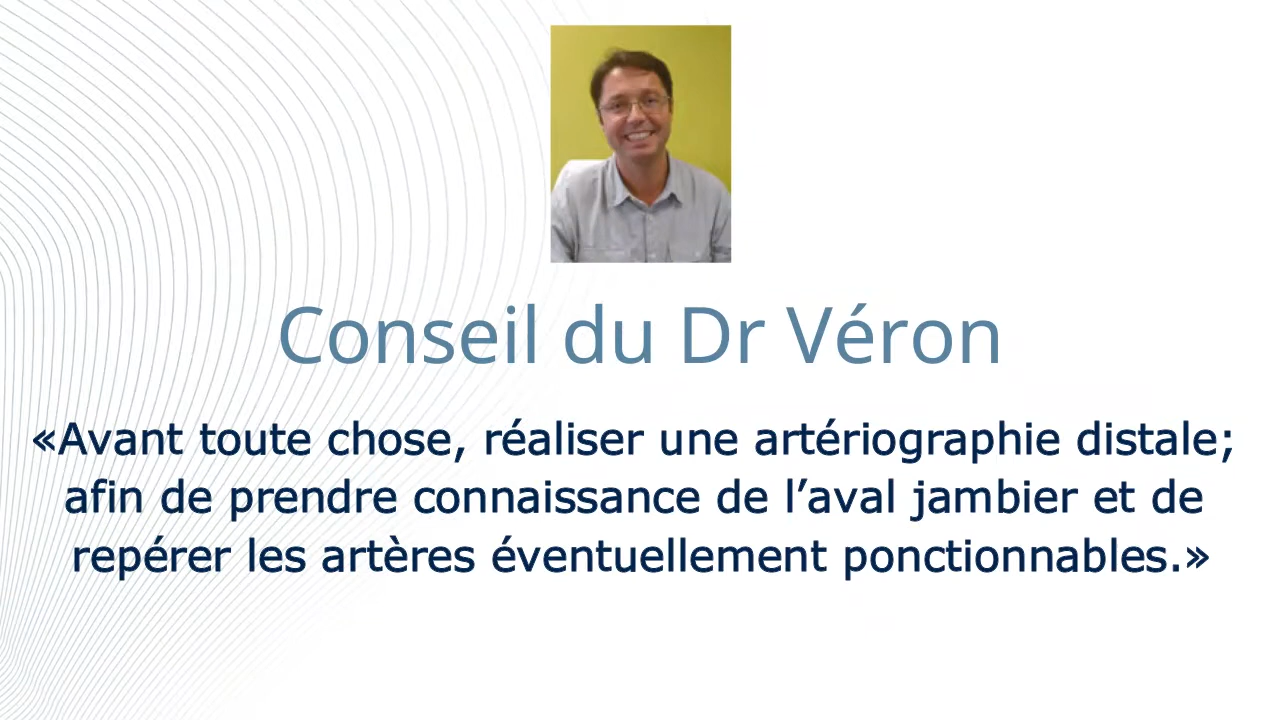 Conseil du Dr Véron
«Avant toute chose, réaliser une artériographie distale;
afin de prendre connaissance de l’aval jambier et de
repérer les artères éventuellement ponctionnables.»